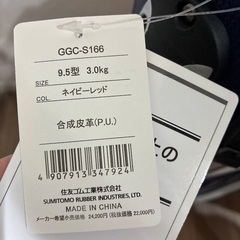 GGC-S166
SIZE 9.5型 3.0kg
COL ネイビーレッド
合成皮革(P.U.)
4 907913 347924
住友ゴム工業株式会社
SUMITOMO RUBBER INDUSTRIES, LTD.
メーカー希望小売価格 24,200円(税抜価格 22,000円)
MADE IN CHINA
上の